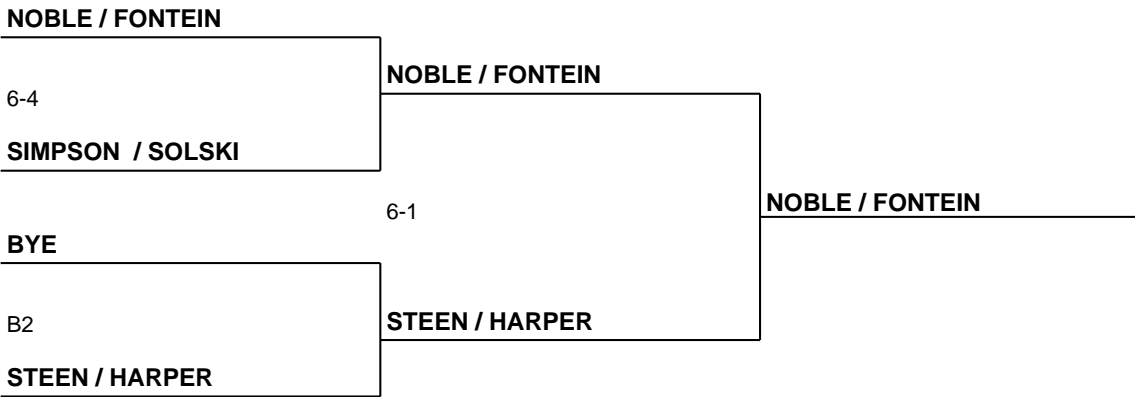 NOBLE / FONTEIN
NOBLE / FONTEIN
6-4
SIMPSON  / SOLSKI
NOBLE / FONTEIN
6-1
BYE
STEEN / HARPER
B2
STEEN / HARPER